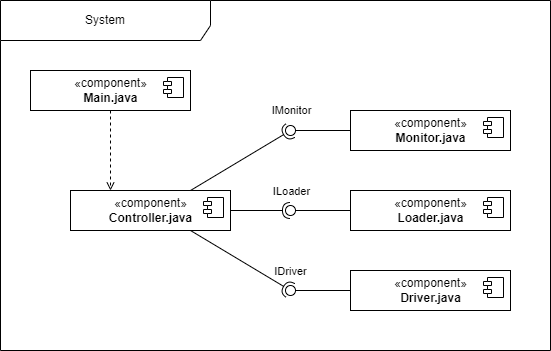 System
«component»
Main.java
IMonitor
«component»
Monitor.java
«component»
Controller.java
ILoader
«component»
Loader.java
IDriver
«component»
Driver.java